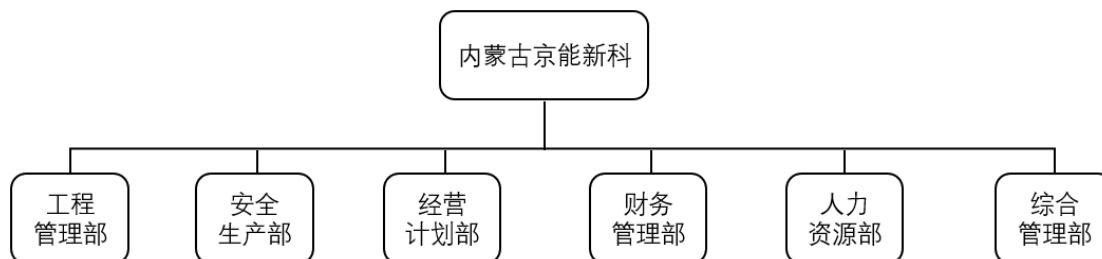 内蒙古京能新科
工程
管理部
安全
生产部
经营
计划部
财务
管理部
人力
资源部
综合
管理部